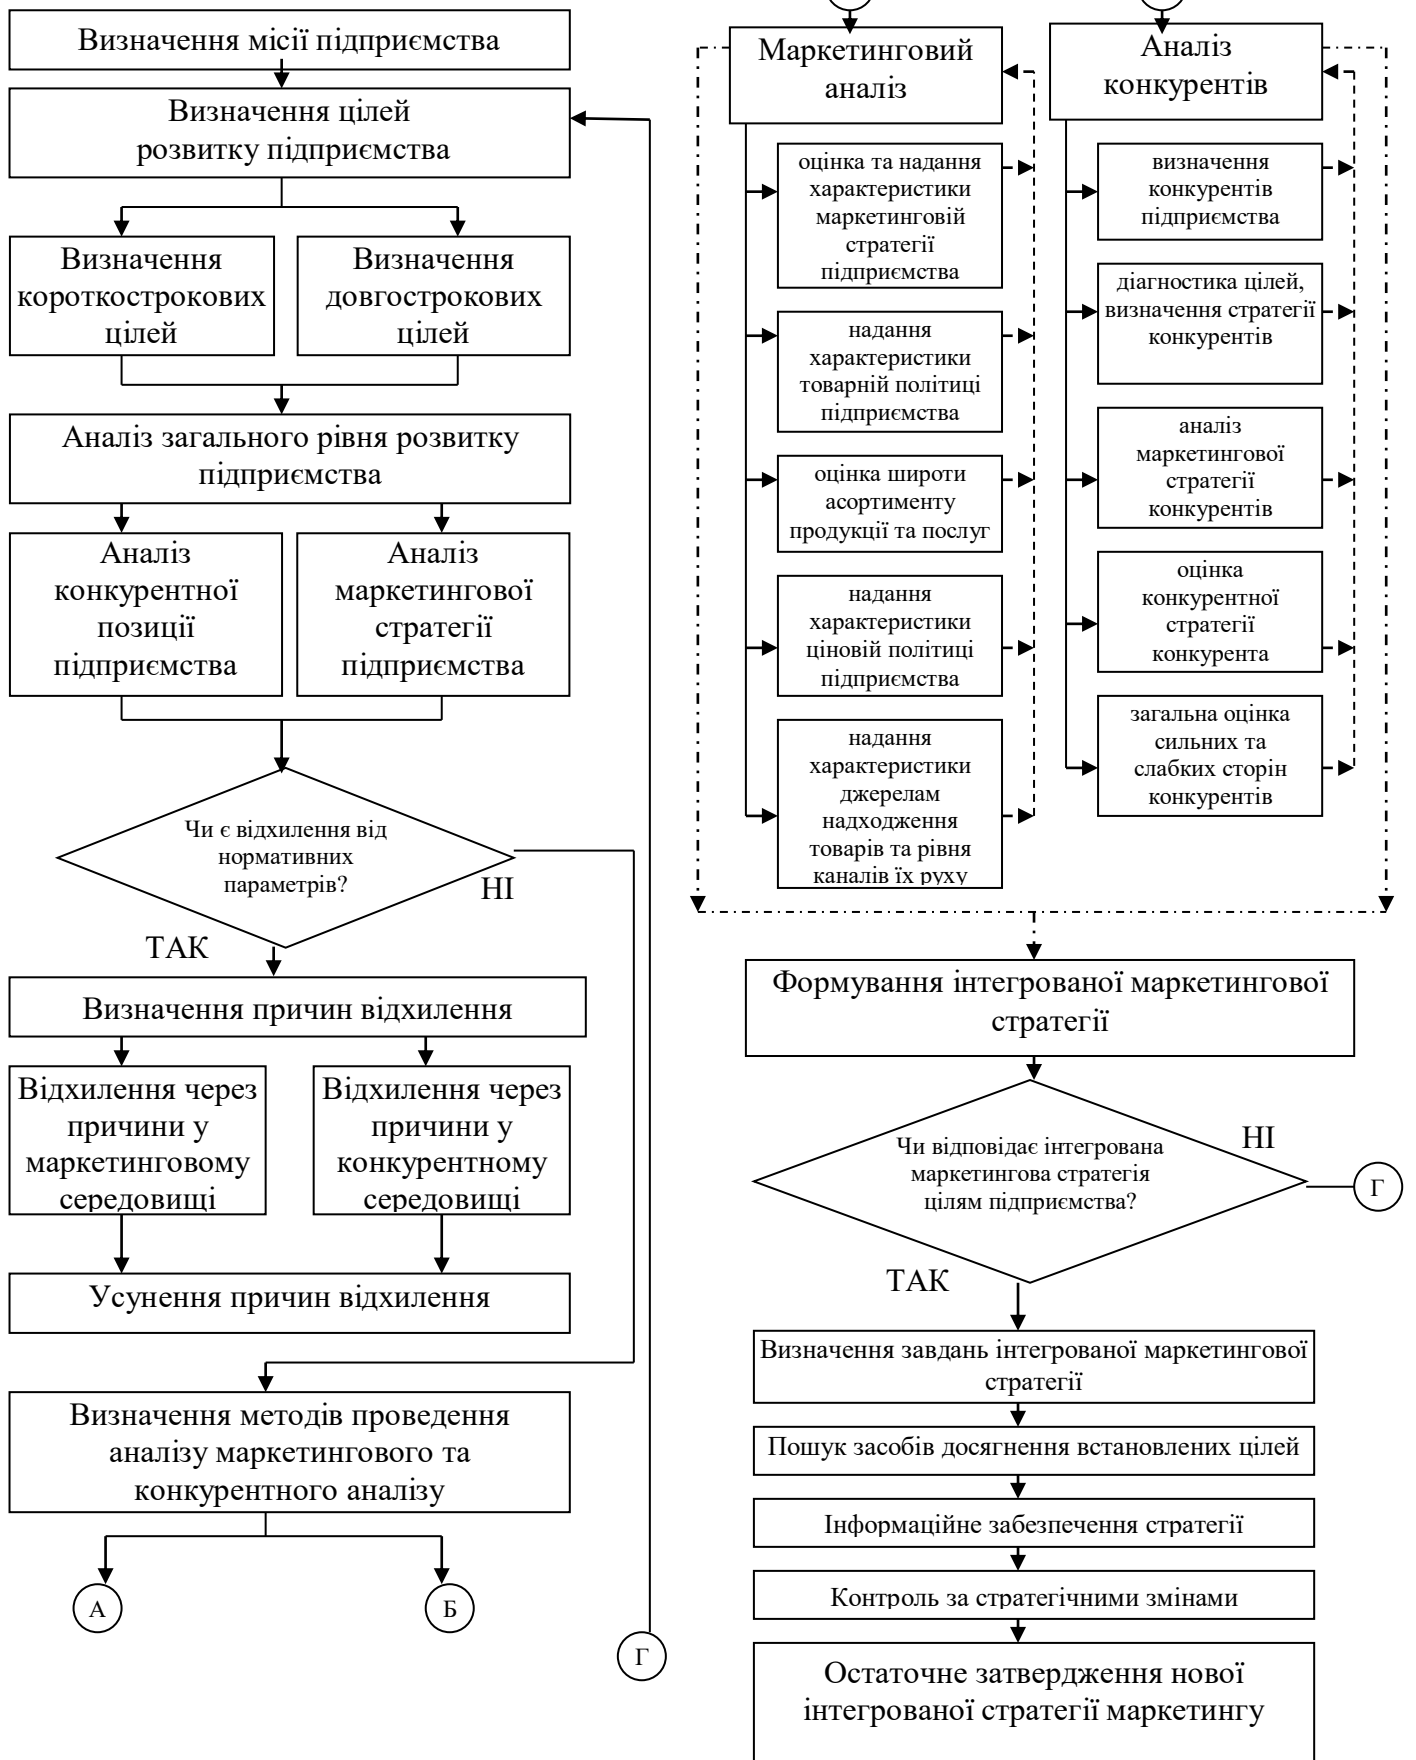 Визначення місії підприємства
Визначення цілей
розвитку підприємства
Визначення
короткострокових
цілей
Визначення
довгострокових
цілей
Аналіз загального рівня розвитку
підприємства
Аналіз
конкурентної
позиції
підприємства
Аналіз
маркетингової
стратегії
підприємства
Чи є відхилення від
нормативних
параметрів?
НІ
ТАК
Визначення причин відхилення
Відхилення через
причини у
маркетинговому
середовищі
Відхилення через
причини у
конкурентному
середовищі
Усунення причин відхилення
Визначення методів проведення
аналізу маркетингового та
конкурентного аналізу
А
Б
Г
Маркетинговий
аналіз
оцінка та надання
характеристики
маркетинговій
стратегії
підприємства
надання
характеристики
товарній політиці
підприємства
оцінка широти
асортименту
продукції та послуг
надання
характеристики
ціновій політиці
підприємства
надання
характеристики
джерелам
надходження
товарів та рівня
каналів їх руху
Аналіз
конкурентів
визначення
конкурентів
підприємства
діагностика цілей,
визначення стратегії
конкурентів
аналіз
маркетингової
стратегії
конкурентів
оцінка
конкурентної
стратегії
конкурента
загальна оцінка
сильних та
слабких сторін
конкурентів
Формування інтегрованої маркетингової
стратегії
Чи відповідає інтегрована
маркетингова стратегія
цілям підприємства?
НІ
Г
ТАК
Визначення завдань інтегрованої маркетингової
стратегії
Пошук засобів досягнення встановлених цілей
Інформаційне забезпечення стратегії
Контроль за стратегічними змінами
Остаточне затвердження нової
інтегрованої стратегії маркетингу